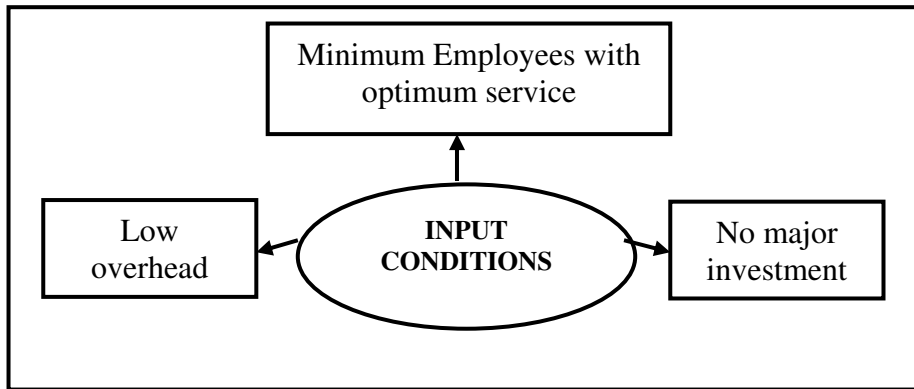 Minimum Employees with
optimum service
Low
overhead
INPUT
CONDITIONS
No major
investment